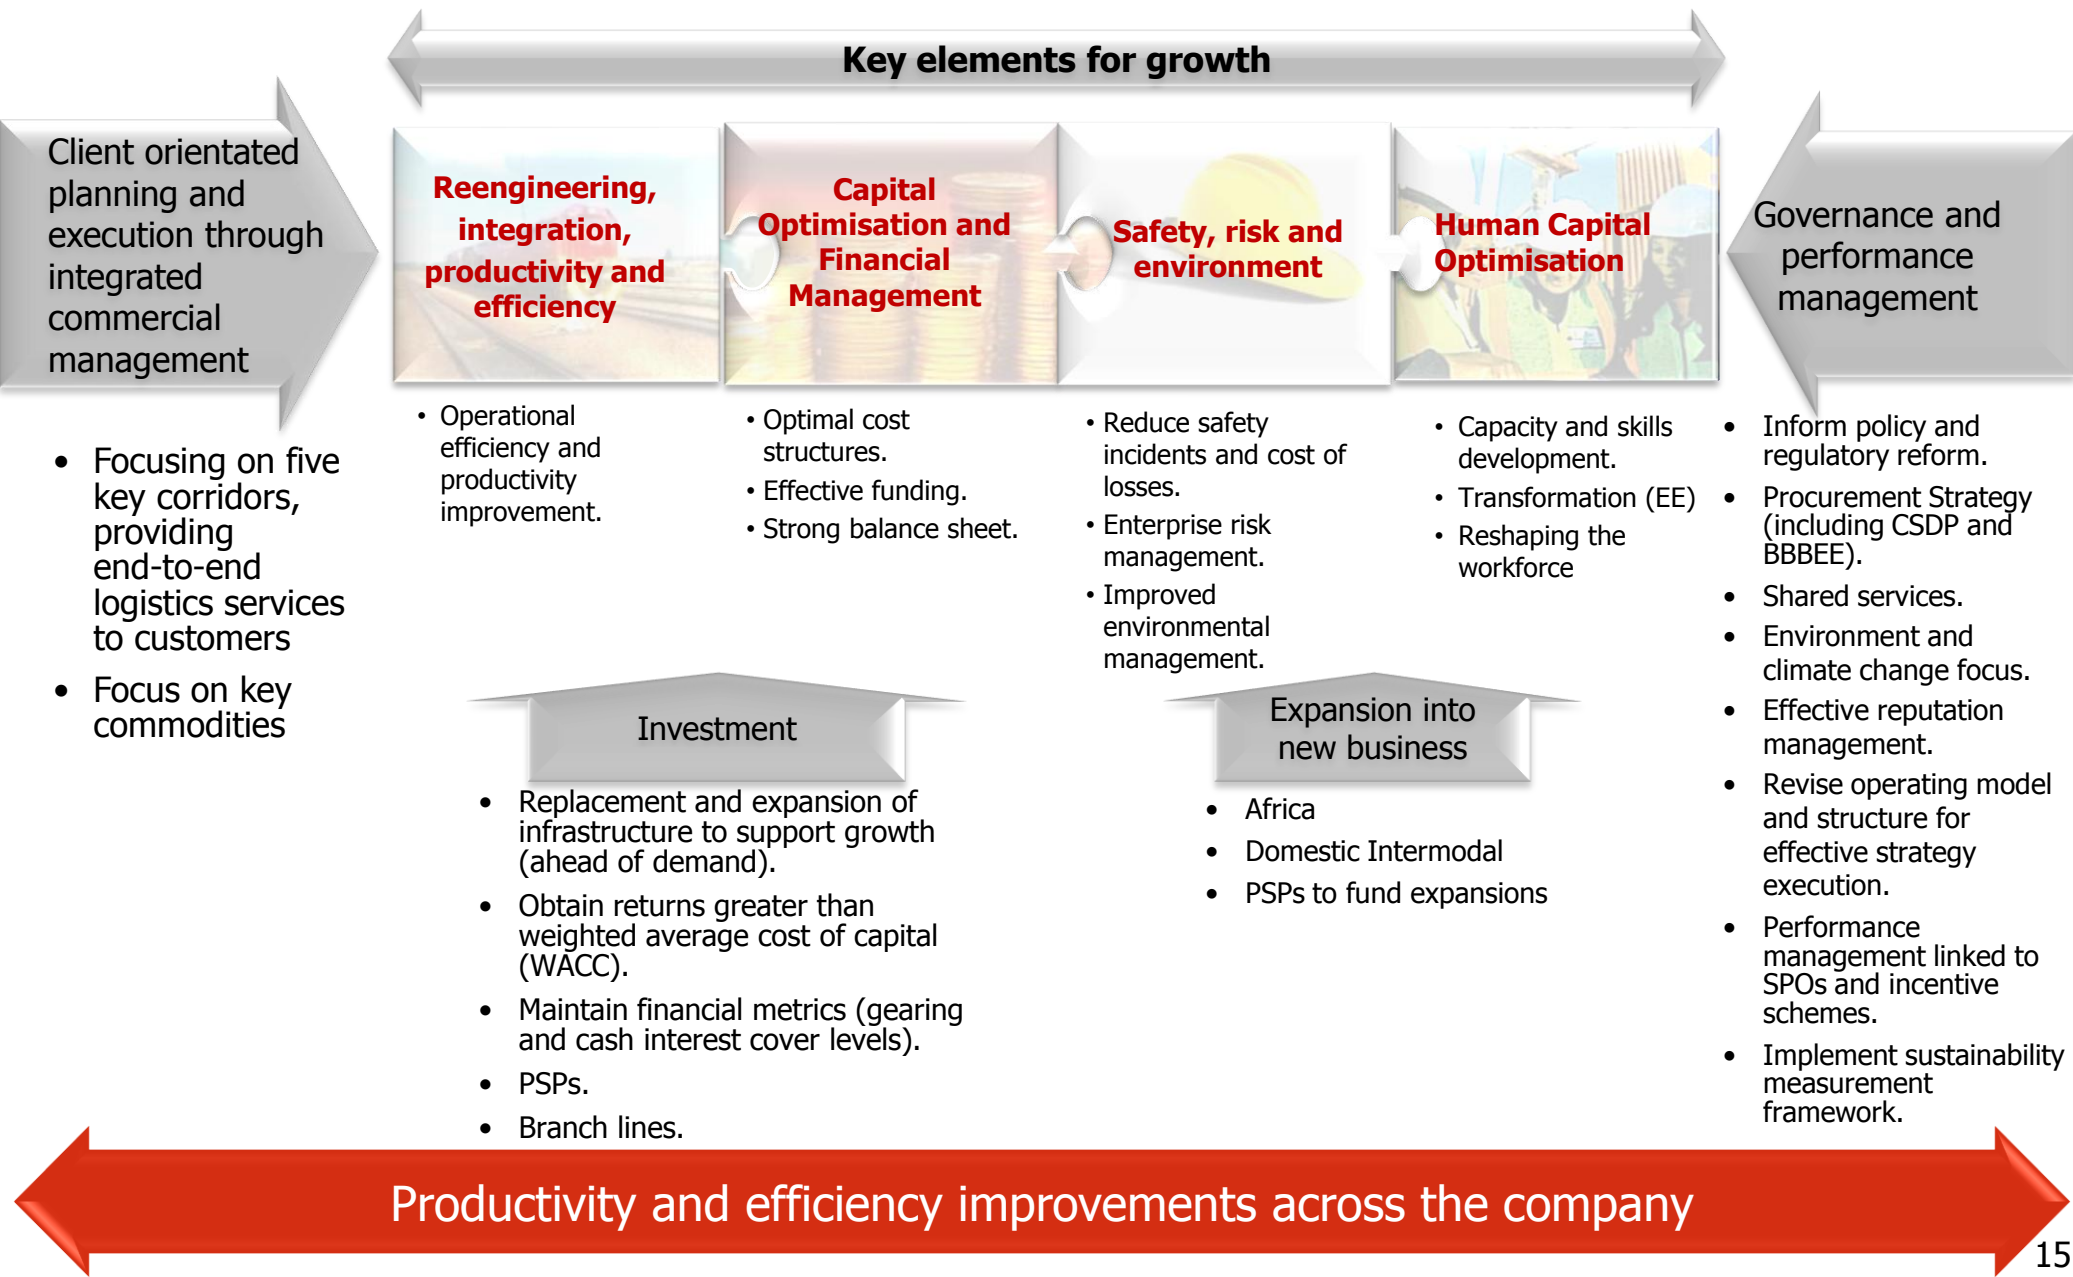 Key elements for growth
Client orientated
planning and
execution through
integrated
commercial
management
• Focusing on five
key corridors,
providing
end-to-end
logistics services
to customers
• Focus on key
commodities
Reengineering,
integration,
productivity and
efficiency
• Operational
efficiency and
productivity
improvement.
Capital
Optimisation and
Financial
Management
• Optimal cost
structures.
• Effective funding.
• Strong balance sheet.
Safety, risk and
environment
• Reduce safety
incidents and cost of
losses.
• Enterprise risk
management.
• Improved
environmental
management.
Human Capital
Optimisation
• Capacity and skills
development.
• Transformation (EE)
• Reshaping the
workforce
Governance and
performance
management
• Inform policy and
regulatory reform.
• Procurement Strategy
(including CSDP and
BBBEE).
• Shared services.
• Environment and
climate change focus.
• Effective reputation
management.
• Revise operating model
and structure for
effective strategy
execution.
• Performance
management linked to
SPOs and incentive
schemes.
• Implement sustainability
measurement
framework.
Investment
• Replacement and expansion of
infrastructure to support growth
(ahead of demand).
• Obtain returns greater than
weighted average cost of capital
(WACC).
• Maintain financial metrics (gearing
and cash interest cover levels).
• PSPs.
• Branch lines.
Expansion into
new business
• Africa
• Domestic Intermodal
• PSPs to fund expansions
Productivity and efficiency improvements across the company
15